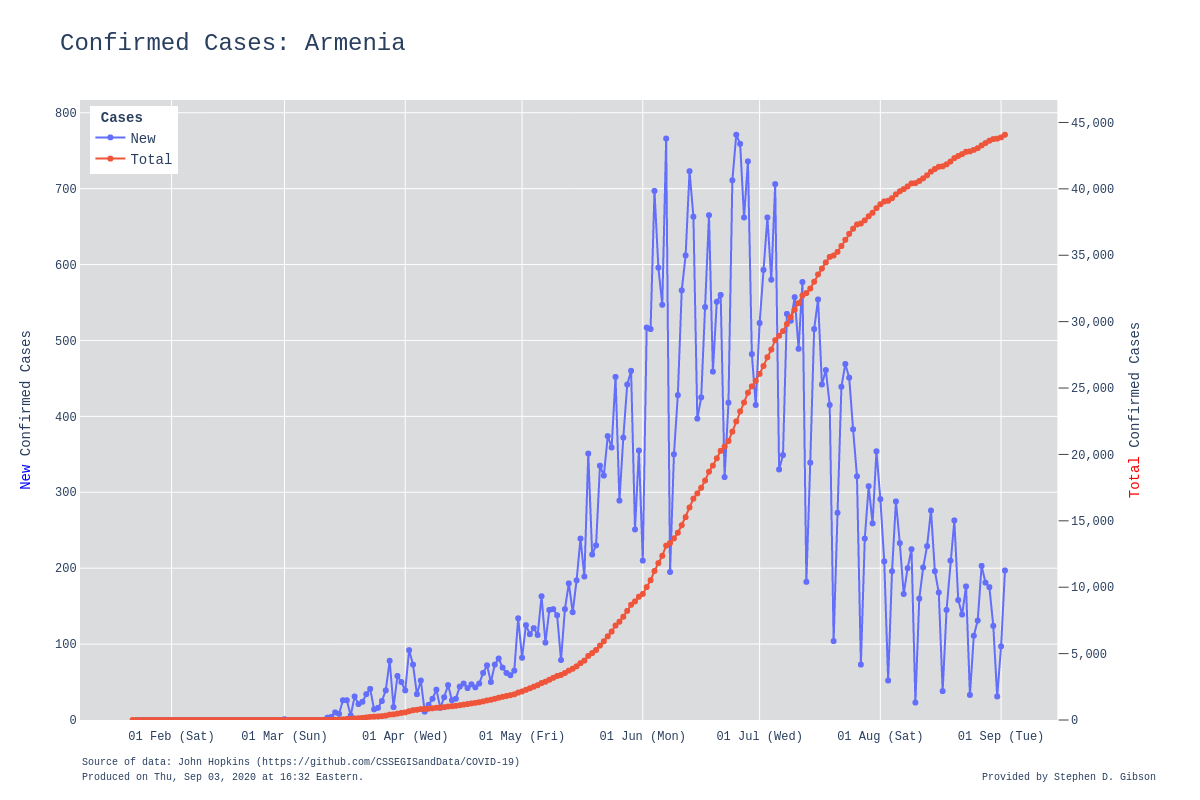 Confirmed Cases: Armenia
Cases
New
Total
800
700
600
500
400
300
200
100
0
New Confirmed Cases
45,000
40,000
35,000
30,000
25,000
20,000
15,000
10,000
5,000
0
Total Confirmed Cases
01 Feb (Sat) 01 Mar (Sun) 01 Apr (Wed) 01 May (Fri) 01 Jun (Mon) 01 Jul (Wed) 01 Aug (Sat) 01 Sep (Tue)
Source of data: John Hopkins (https://github.com/CSSEGISandData/COVID-19)
Produced on Thu, Sep 03, 2020 at 16:32 Eastern.
Provided by Stephen D. Gibson